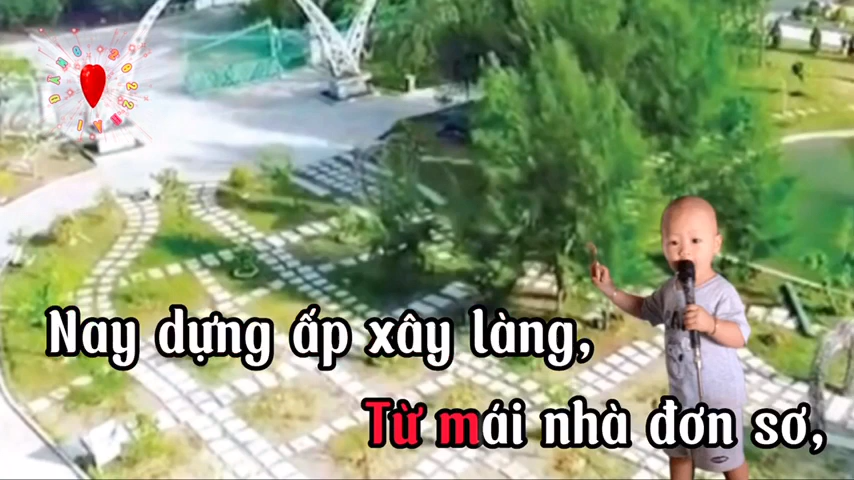 Nay dựng ấp xây làng,
Từ mái nhà đơn sơ,